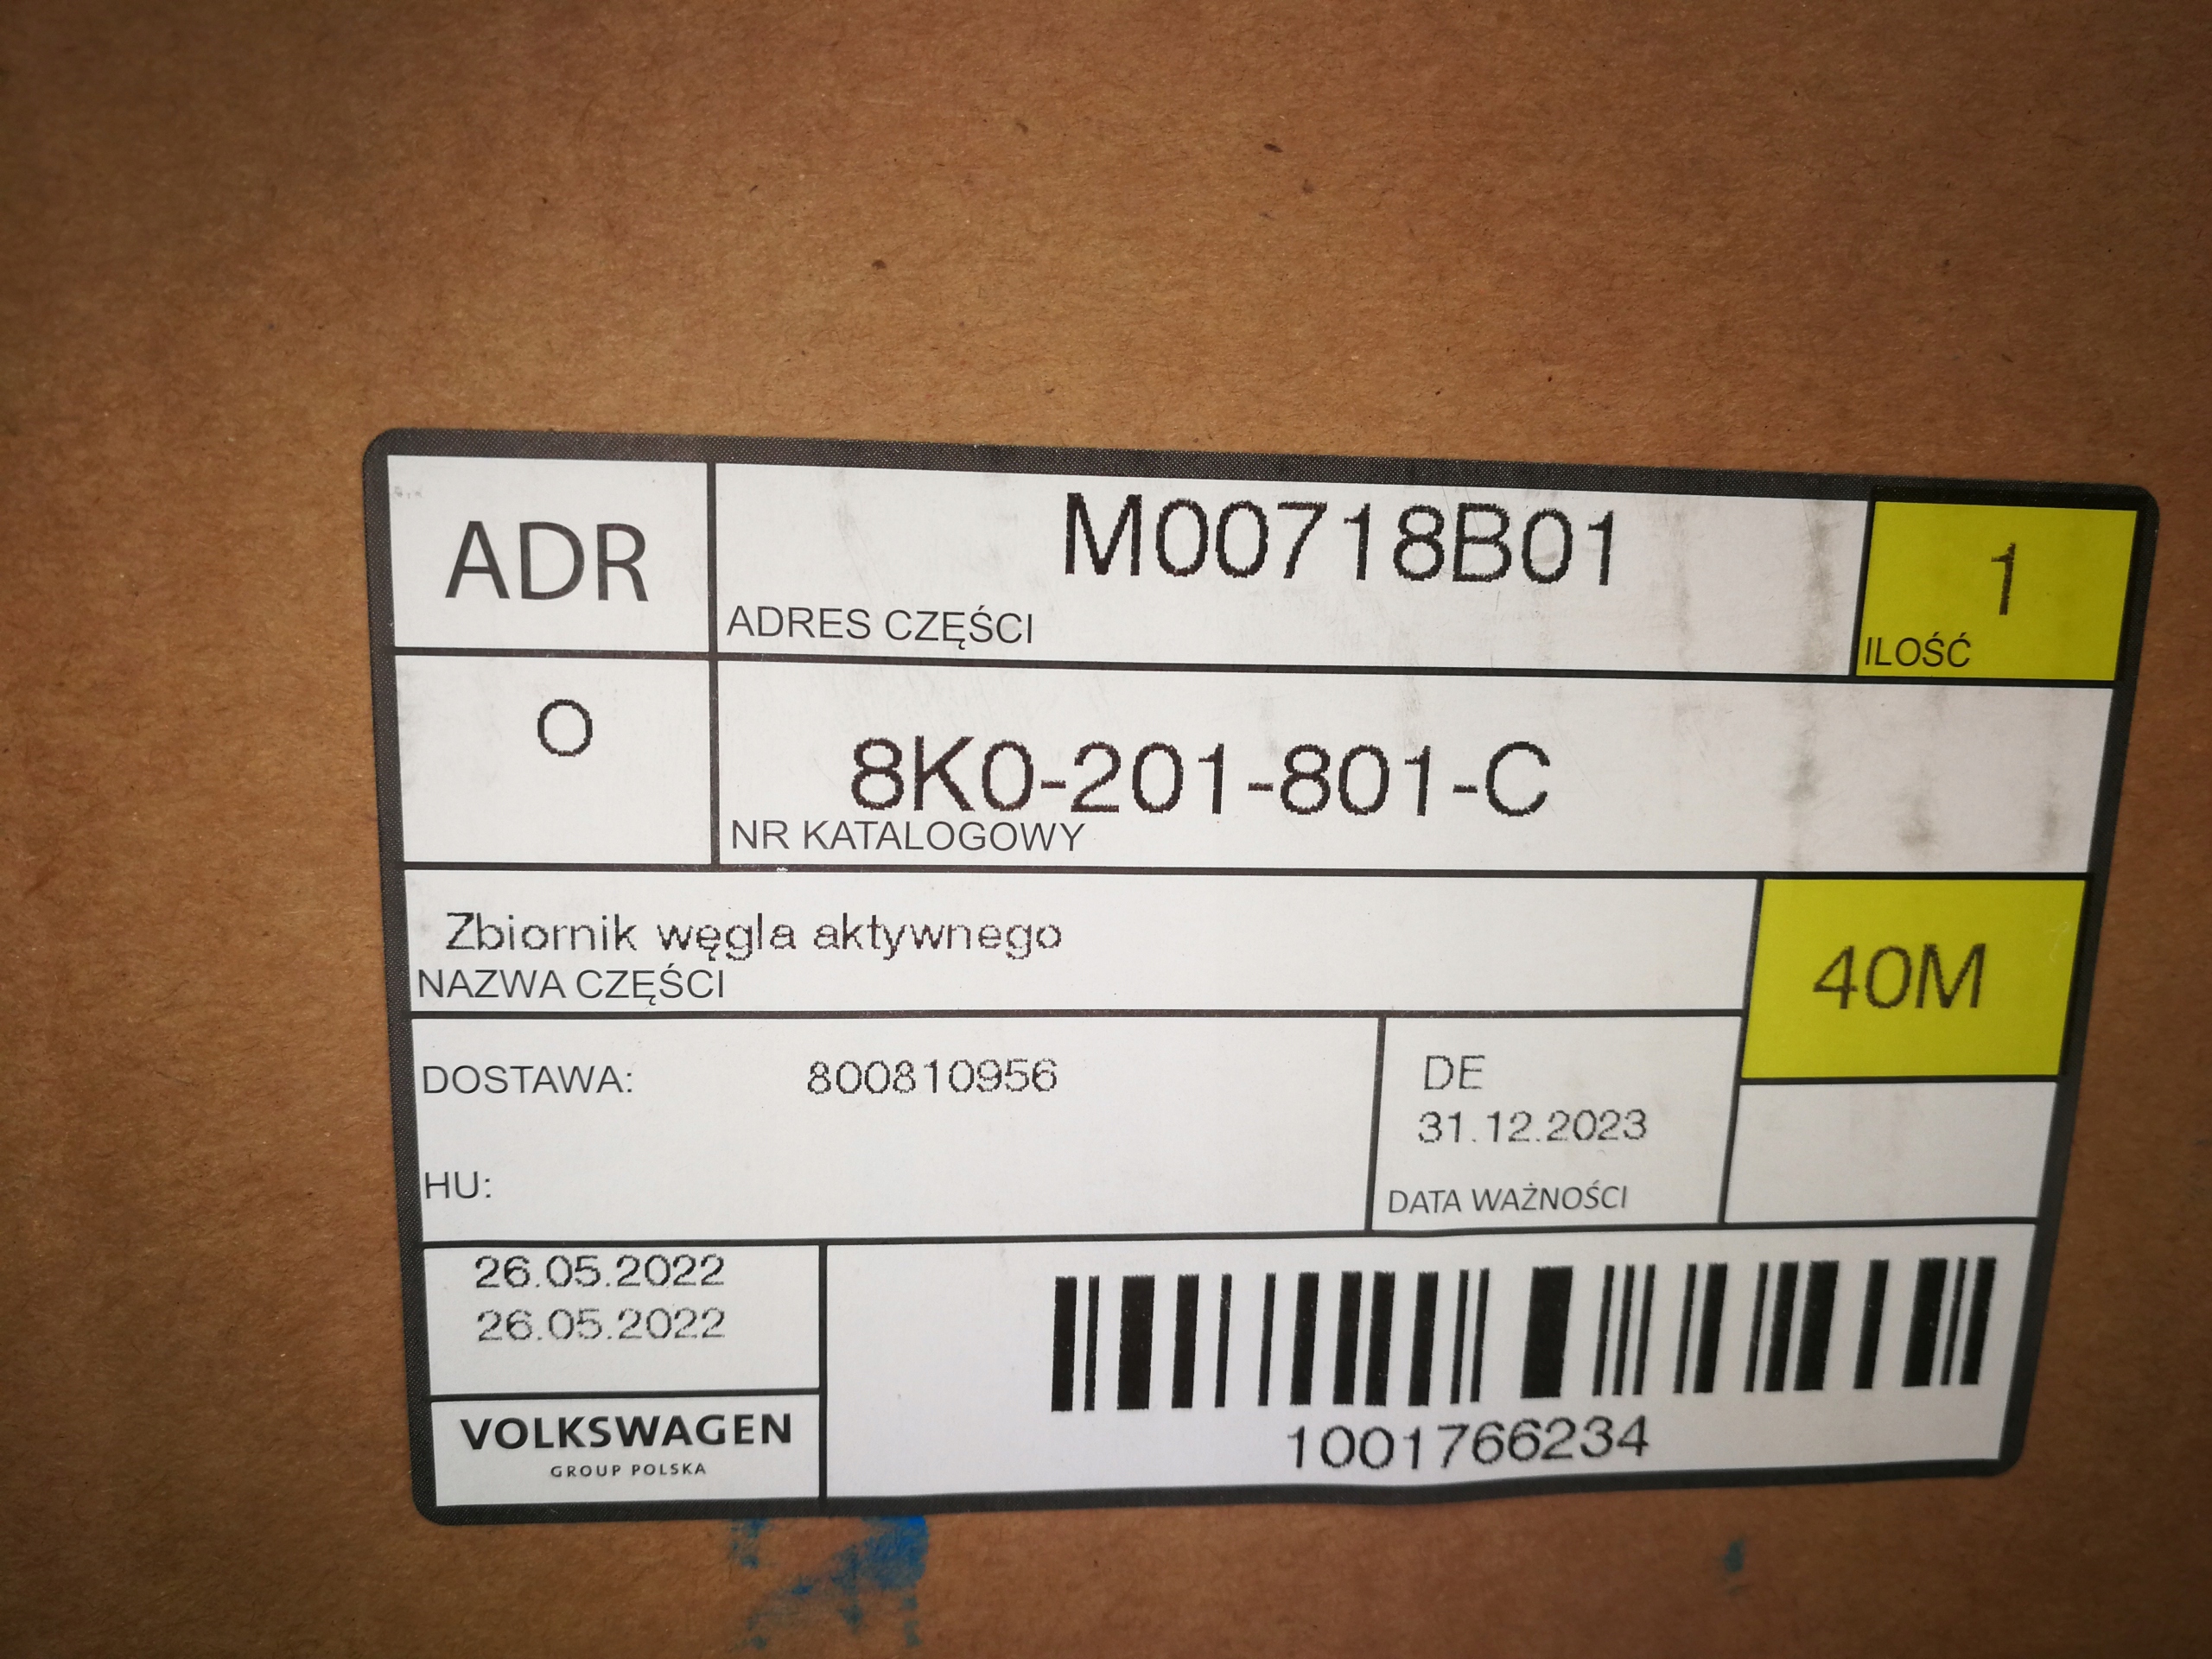 ADR
M00718B01
ADRES CZĘŚCI
1
ILOŚĆ
O
8K0-201-801-C
NR KATALOGOWY
Zbiornik węgla aktywnego
NAZWA CZĘŚCI
40M
DOSTAWA: 800810956
HU:
DE
31.12.2023
DATA WAŻNOŚCI
26.05.2022
26.05.2022
VOLKSWAGEN
GROUP POLSKA
1001766234